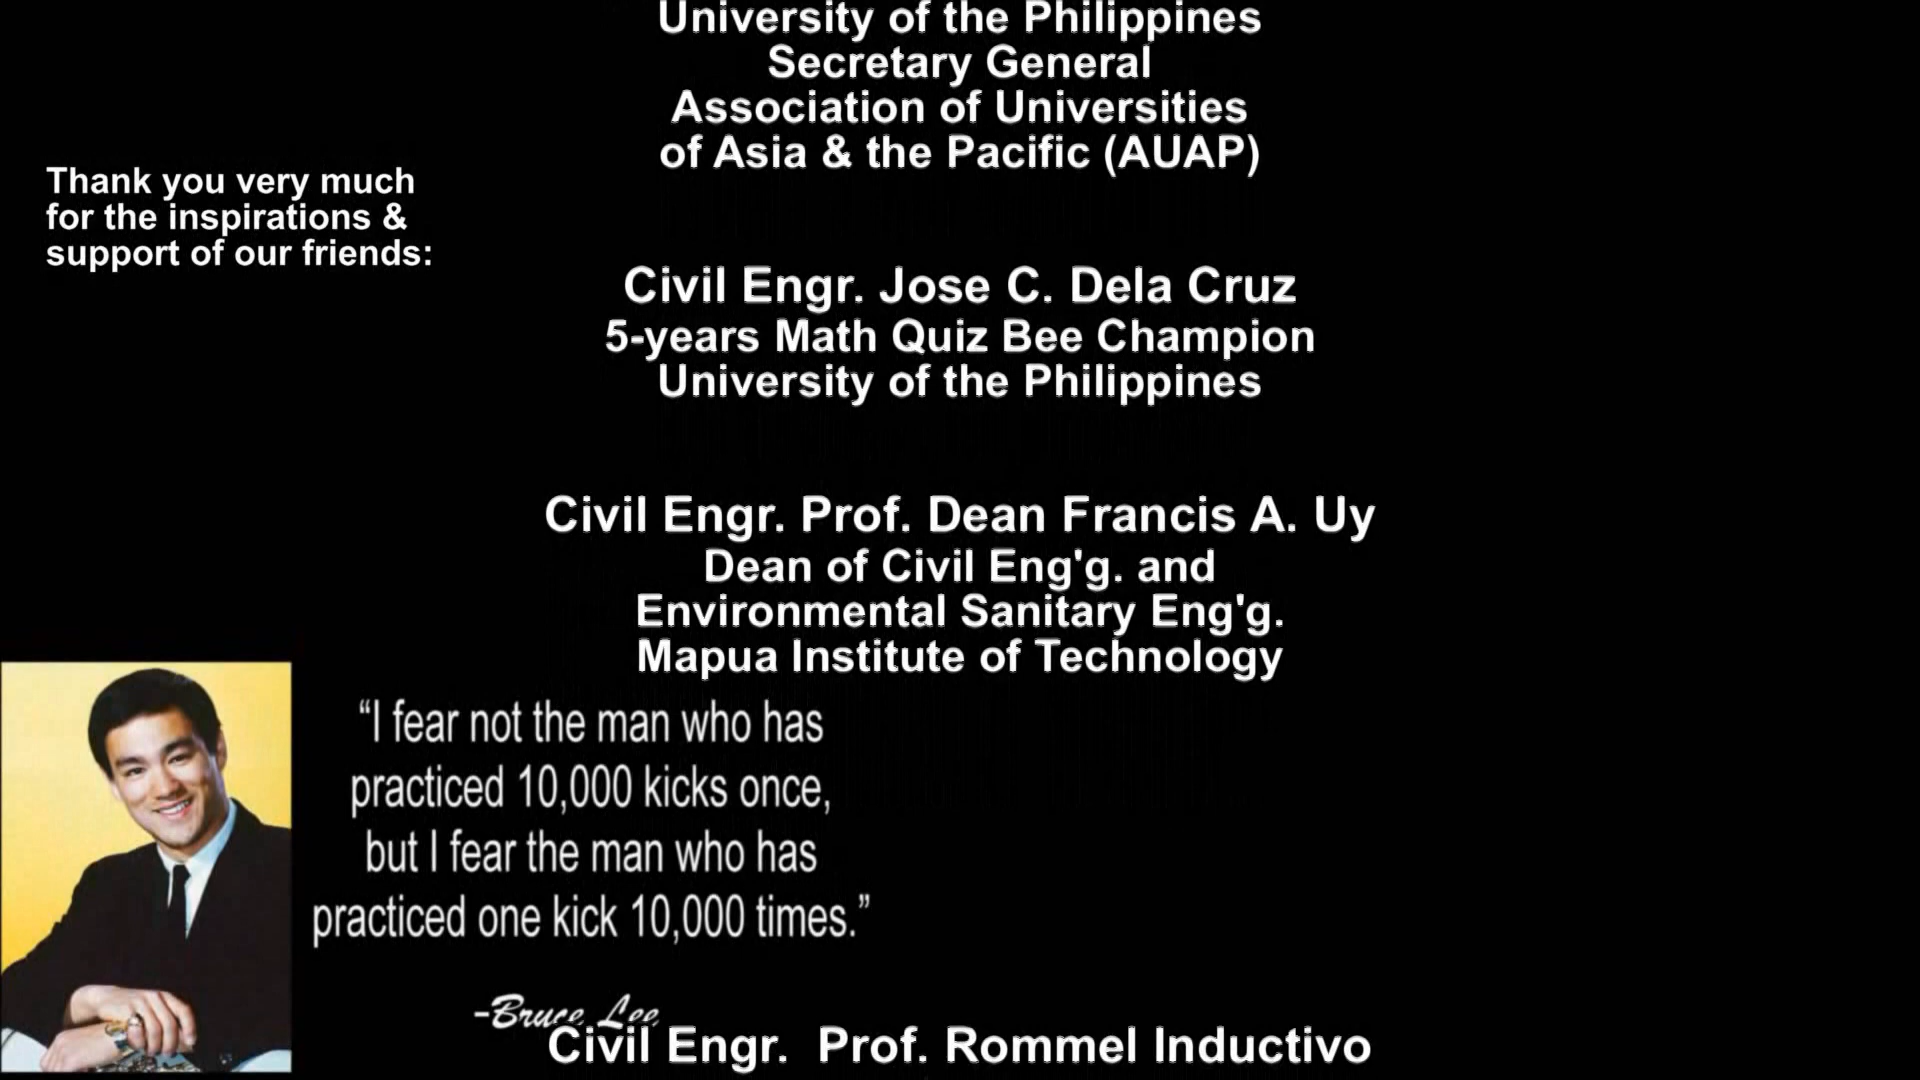 University of the Philippines
Secretary General
Association of Universities
of Asia & the Pacific (AUAP)
Thank you very much
for the inspirations &
support of our friends:
Civil Engr. Jose C. Dela Cruz
5-years Math Quiz Bee Champion
University of the Philippines
Civil Engr. Prof. Dean Francis A. Uy
Dean of Civil Eng'g. and
Environmental Sanitary Eng'g.
Mapua Institute of Technology
“I fear not the man who has
practiced 10,000 kicks once,
but I fear the man who has
practiced one kick 10,000 times.”
-Bruce Lee
Civil Engr. Prof. Rommel Inductivo